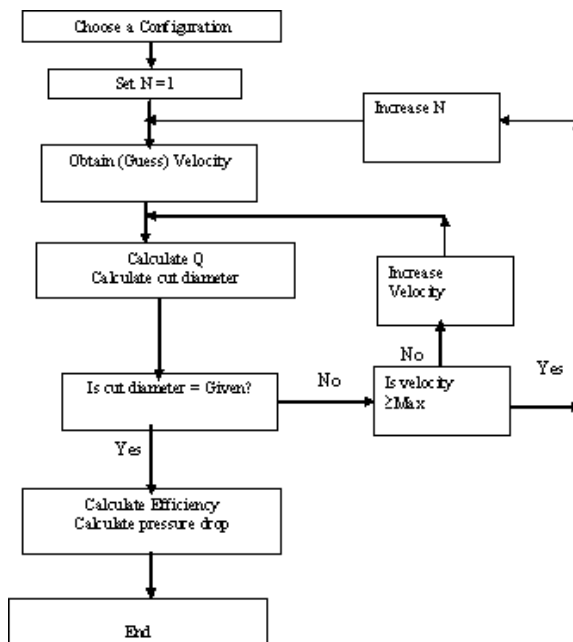 Choose a Configuration
Set N = 1
Increase N
Obtain (Guess) Velocity
Calculate Q
Calculate cut diameter
Increase
Velocity
No
Yes
Is cut diameter = Given?
No
Is velocity
≥Max
Yes
Calculate Efficiency
Calculate pressure drop
End